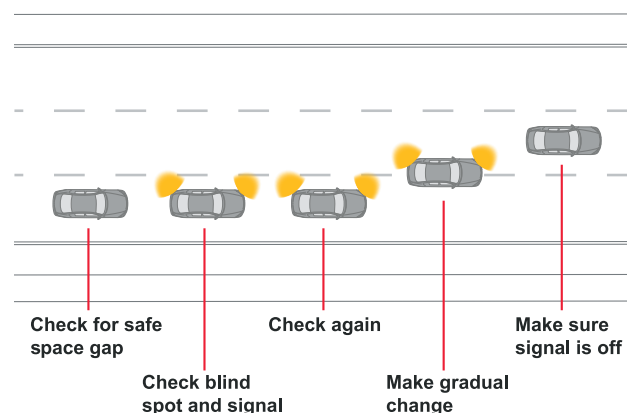 Check for safe
space gap
Check blind
spot and signal
Check again
Make gradual
change
Make sure
signal is off